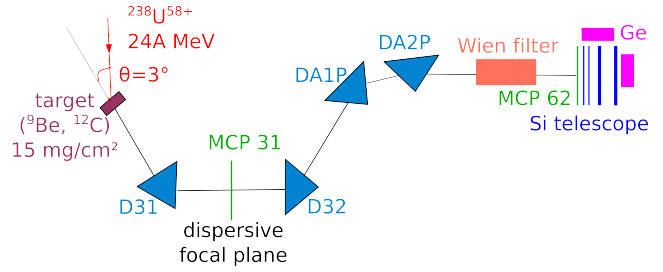 ²³⁸U⁵⁸⁺
24A MeV
θ=3°
target
(⁹Be, ¹²C)
15 mg/cm²
D31
MCP 31
dispersive
focal plane
D32
DA1P
DA2P
Wien filter
MCP 62
Ge
Si telescope